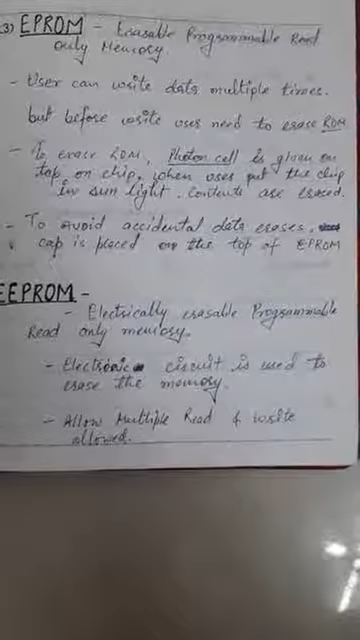 3) EPROM - Erasable Programmable Read
only Memory.
- User can write data multiple times.
but before write user need to erase ROM
- To erase ROM, Photon cell is given on
top on chip, when user put the chip
in sun light. contents are erased.
- To avoid accidental data erases,
cap is placed on the top of EPROM
EEPROM -
- Electrically erasable Programmable
Read only memory.
- Electronic circuit is used to
erase the memory.
- Allow Multiple Read & write
allowed.